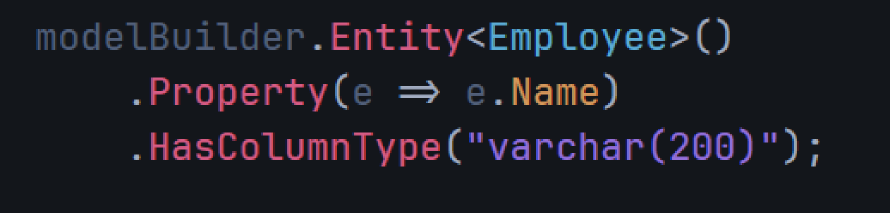 modelBuilder.Entity<Employee>()
    .Property(e => e.Name)
    .HasColumnType("varchar(200)");